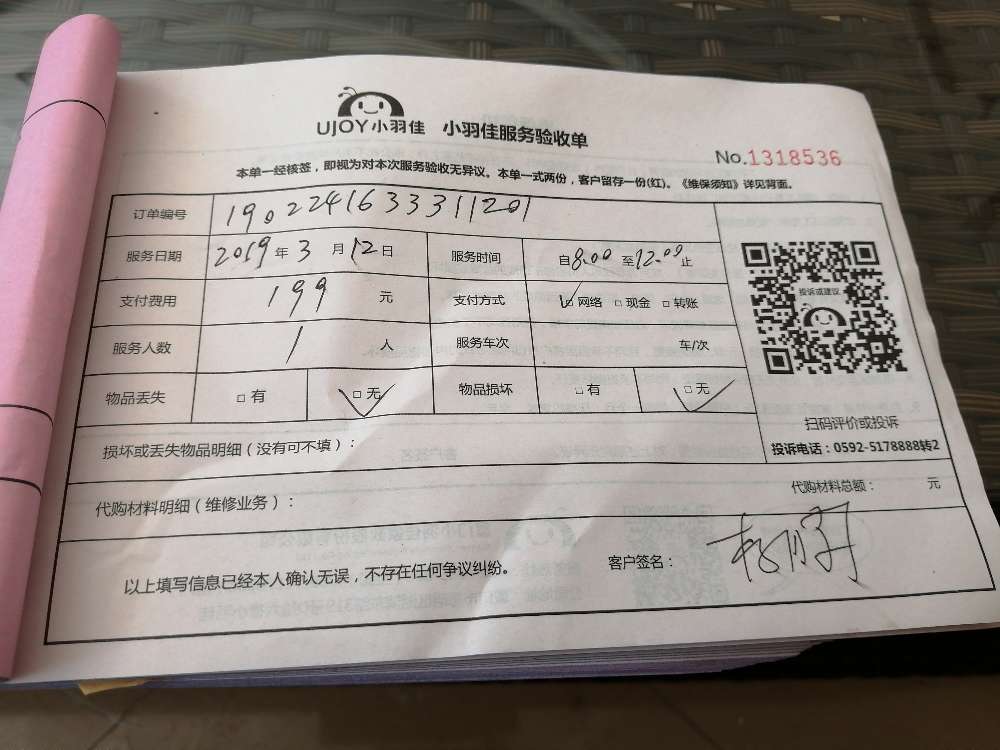 UJOY小羽佳 小羽佳服务验收单
No.1318536
本单一经核签，即视为对本次服务验收无异议。本单一式两份，客户留存一份(红)。《维保须知》详见背面。
订单编号 1902241633311201
服务日期 2019年3月12日 服务时间 自8:00至12:00止
支付费用 199 元 支付方式 ☑网络 □现金 □转账
服务人数 1 人 服务车次 车/次
物品丢失 □有 ☑无 物品损坏 □有 ☑无
投诉或建议
扫码评价或投诉
投诉电话：0592-5178888转2
损坏或丢失物品明细（没有可不填）：
代购材料明细（维修业务）： 代购材料总额： 元
以上填写信息已经本人确认无误，不存在任何争议纠纷。 客户签名：